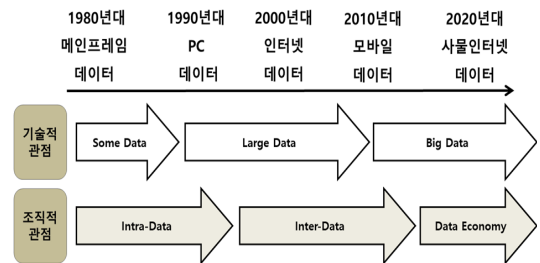 1980년대 1990년대 2000년대 2010년대 2020년대
메인프레임 PC 인터넷 모바일 사물인터넷
데이터 데이터 데이터 데이터 데이터
기술적
관점
Some Data Large Data Big Data
조직적
관점
Intra-Data Inter-Data Data Economy